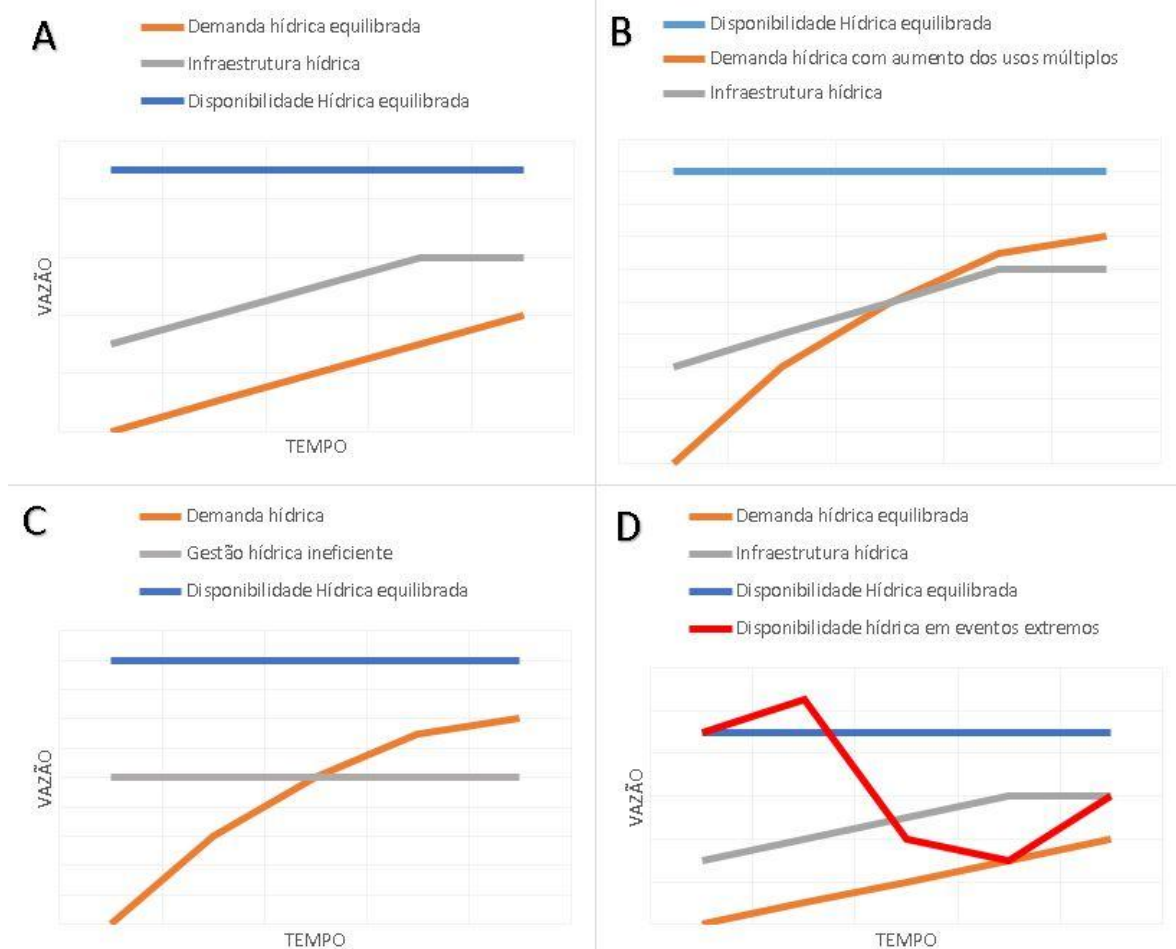 A
Demanda hídrica equilibrada
Infraestrutura hídrica
Disponibilidade Hídrica equilibrada
VAZÃO
TEMPO
B
Disponibilidade Hídrica equilibrada
Demanda hídrica com aumento dos usos múltiplos
Infraestrutura hídrica
C
Demanda hídrica
Gestão hídrica ineficiente
Disponibilidade Hídrica equilibrada
VAZÃO
TEMPO
D
Demanda hídrica equilibrada
Infraestrutura hídrica
Disponibilidade Hídrica equilibrada
Disponibilidade hídrica em eventos extremos
VAZÃO
TEMPO